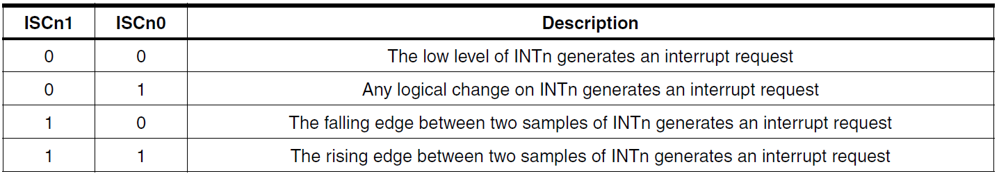 ISCn1 ISCn0 Description
0 0 The low level of INTn generates an interrupt request
0 1 Any logical change on INTn generates an interrupt request
1 0 The falling edge between two samples of INTn generates an interrupt request
1 1 The rising edge between two samples of INTn generates an interrupt request